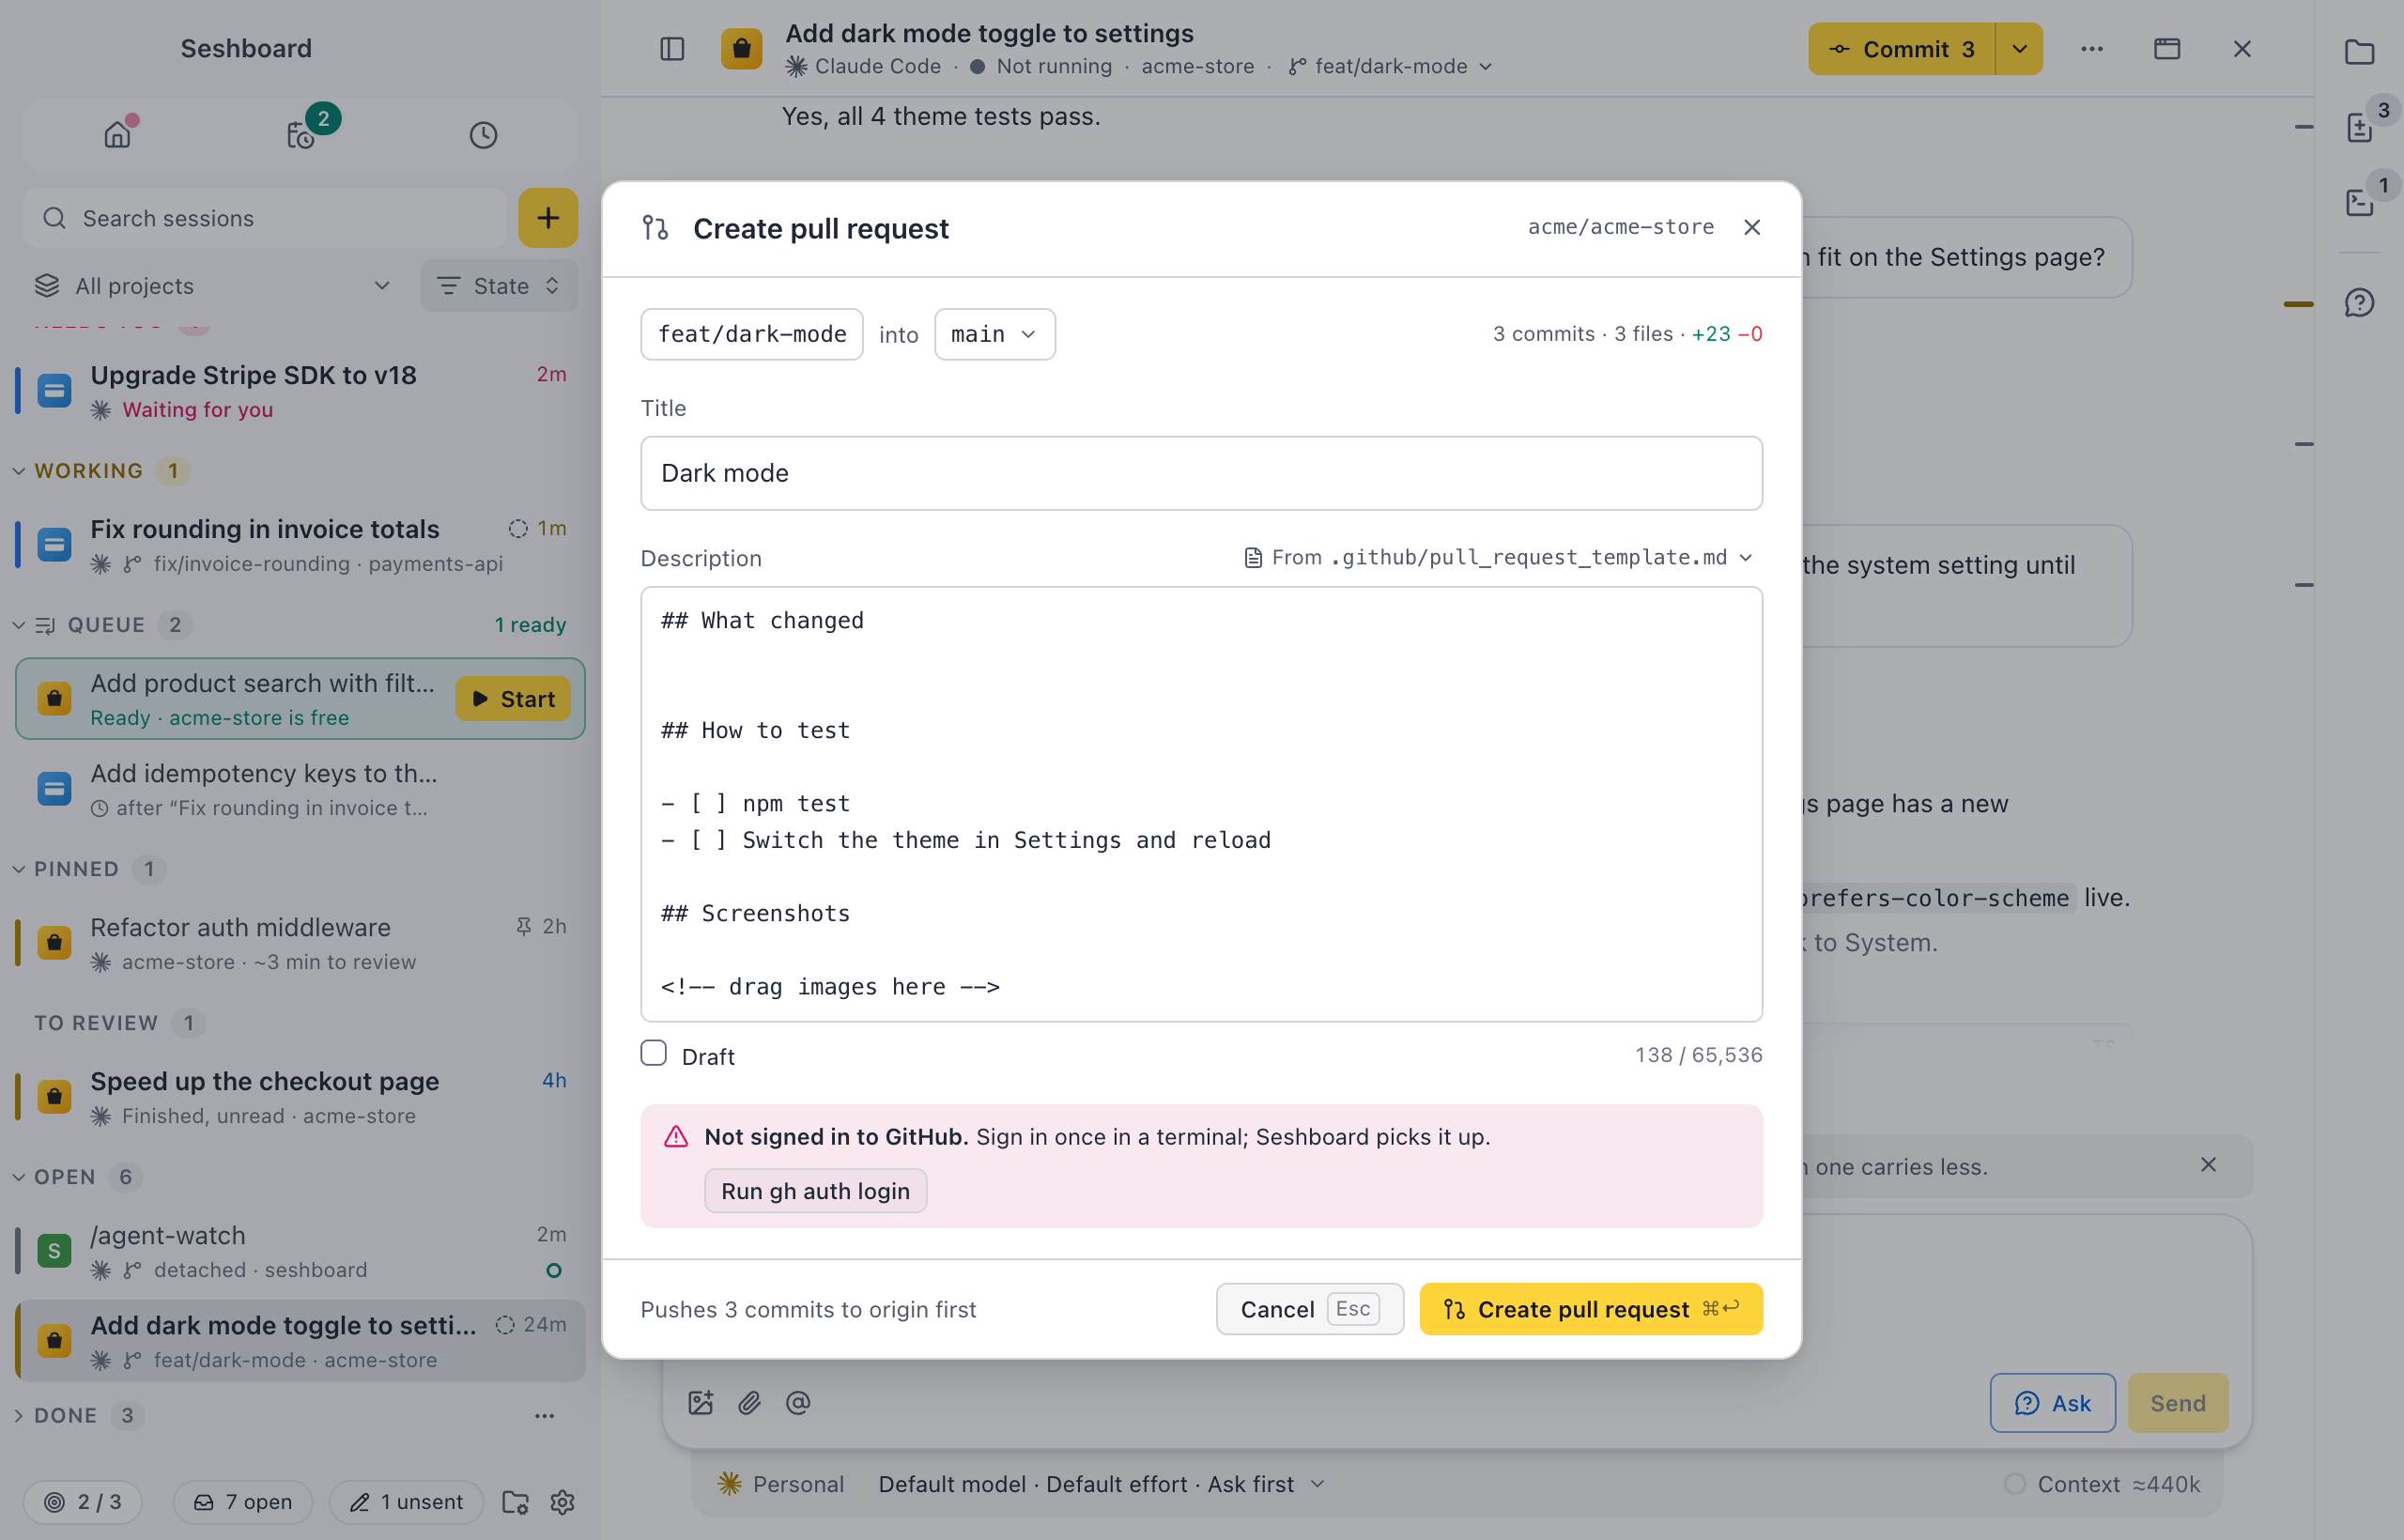 Seshboard
2
Search sessions
All projects
State
Upgrade Stripe SDK to v18
2m
Waiting for you
WORKING 1
Fix rounding in invoice totals
1m
fix/invoice-rounding · payments-api
QUEUE 2
1 ready
Add product search with filt...
Start
Ready · acme-store is free
Add idempotency keys to th...
after “Fix rounding in invoice t...
PINNED 1
Refactor auth middleware
2h
acme-store · ~3 min to review
TO REVIEW 1
Speed up the checkout page
4h
Finished, unread · acme-store
OPEN 6
S
/agent-watch
2m
detached · seshboard
Add dark mode toggle to setti...
24m
feat/dark-mode · acme-store
DONE 3
2 / 3
7 open
1 unsent
Add dark mode toggle to settings
Claude Code · Not running · acme-store · feat/dark-mode
Commit 3
3
1
Yes, all 4 theme tests pass.
fit on the Settings page?
the system setting until
page has a new
prefers-color-scheme live.
to System.
one carries less.
Create pull request
acme/acme-store
feat/dark-mode into main
3 commits · 3 files · +23 −0
Title
Dark mode
Description
From .github/pull_request_template.md
## What changed
## How to test
- [ ] npm test
- [ ] Switch the theme in Settings and reload
## Screenshots
<!-- drag images here -->
Draft
138 / 65,536
Not signed in to GitHub. Sign in once in a terminal; Seshboard picks it up.
Run gh auth login
Pushes 3 commits to origin first
Cancel Esc
Create pull request ⌘↩
Ask
Send
Personal
Default model · Default effort · Ask first
Context ≈440k